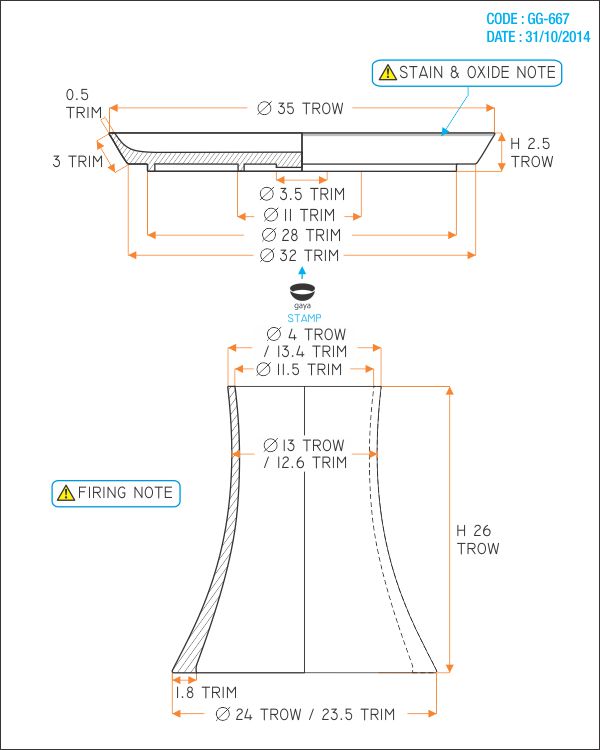 CODE : GG-667
DATE : 31/10/2014
STAIN & OXIDE NOTE
0.5
TRIM
Ø 35 TROW
3 TRIM
H 2.5
TROW
Ø 3.5 TRIM
Ø 11 TRIM
Ø 28 TRIM
Ø 32 TRIM
gaya
STAMP
Ø 4 TROW
/ 13.4 TRIM
Ø 11.5 TRIM
Ø 13 TROW
/ 12.6 TRIM
FIRING NOTE
H 26
TROW
1.8 TRIM
Ø 24 TROW / 23.5 TRIM